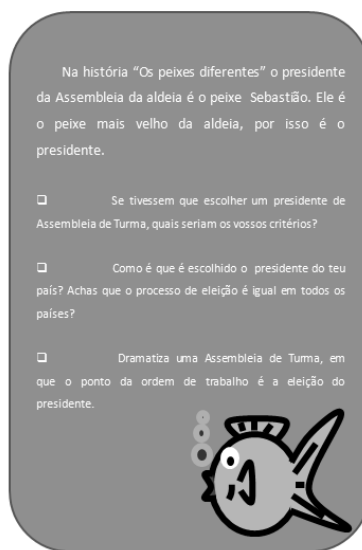 Na história “Os peixes diferentes” o presidente
da Assembleia da aldeia é o peixe Sebastião. Ele é
o peixe mais velho da aldeia, por isso é o
presidente.
❑ Se tivessem que escolher um presidente de
Assembleia de Turma, quais seriam os vossos critérios?
❑ Como é que é escolhido o presidente do teu
país? Achas que o processo de eleição é igual em todos os
países?
❑ Dramatiza uma Assembleia de Turma, em
que o ponto da ordem de trabalho é a eleição do
presidente.